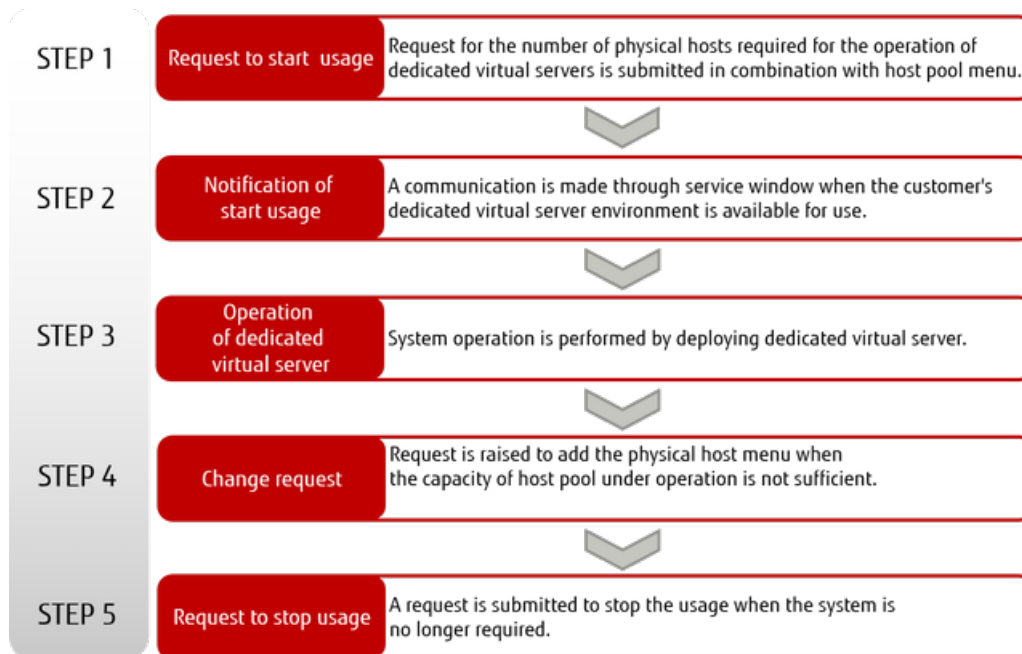 STEP 1
Request to start usage
Request for the number of physical hosts required for the operation of
dedicated virtual servers is submitted in combination with host pool menu.
STEP 2
Notification of
start usage
A communication is made through service window when the customer's
dedicated virtual server environment is available for use.
STEP 3
Operation
of dedicated
virtual server
System operation is performed by deploying dedicated virtual server.
STEP 4
Change request
Request is raised to add the physical host menu when
the capacity of host pool under operation is not sufficient.
STEP 5
Request to stop usage
A request is submitted to stop the usage when the system is
no longer required.